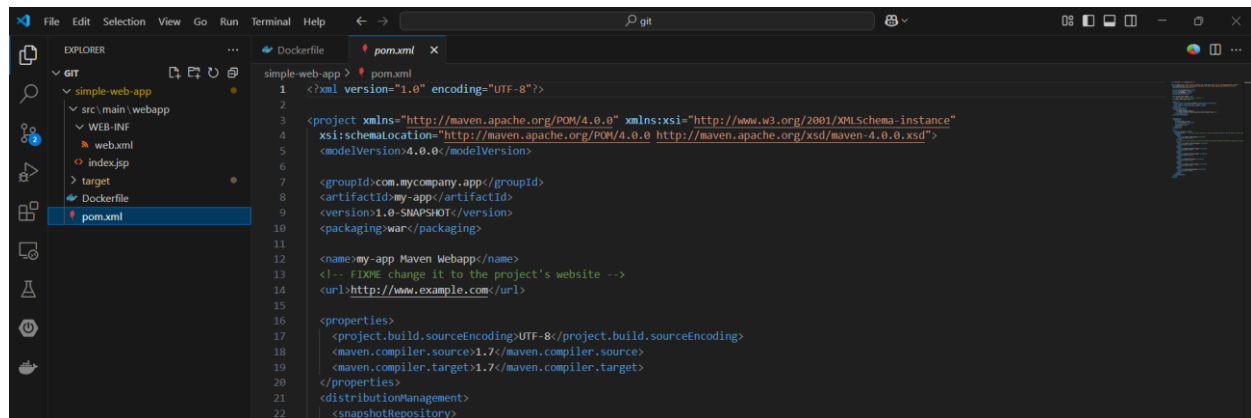 File Edit Selection View Go Run Terminal Help
git
EXPLORER
Dockerfile
pom.xml
GIT
simple-web-app
src\main\webapp
WEB-INF
web.xml
index.jsp
target
Dockerfile
pom.xml
2
simple-web-app > pom.xml
1 <?xml version="1.0" encoding="UTF-8"?>
2
3 <project xmlns="http://maven.apache.org/POM/4.0.0" xmlns:xsi="http://www.w3.org/2001/XMLSchema-instance"
4 xsi:schemaLocation="http://maven.apache.org/POM/4.0.0 http://maven.apache.org/xsd/maven-4.0.0.xsd">
5 <modelVersion>4.0.0</modelVersion>
6
7 <groupId>com.mycompany.app</groupId>
8 <artifactId>my-app</artifactId>
9 <version>1.0-SNAPSHOT</version>
10 <packaging>war</packaging>
11
12 <name>my-app Maven Webapp</name>
13 <!-- FIXME change it to the project's website -->
14 <url>http://www.example.com</url>
15
16 <properties>
17 <project.build.sourceEncoding>UTF-8</project.build.sourceEncoding>
18 <maven.compiler.source>1.7</maven.compiler.source>
19 <maven.compiler.target>1.7</maven.compiler.target>
20 </properties>
21 <distributionManagement>
22 <snapshotRepository>